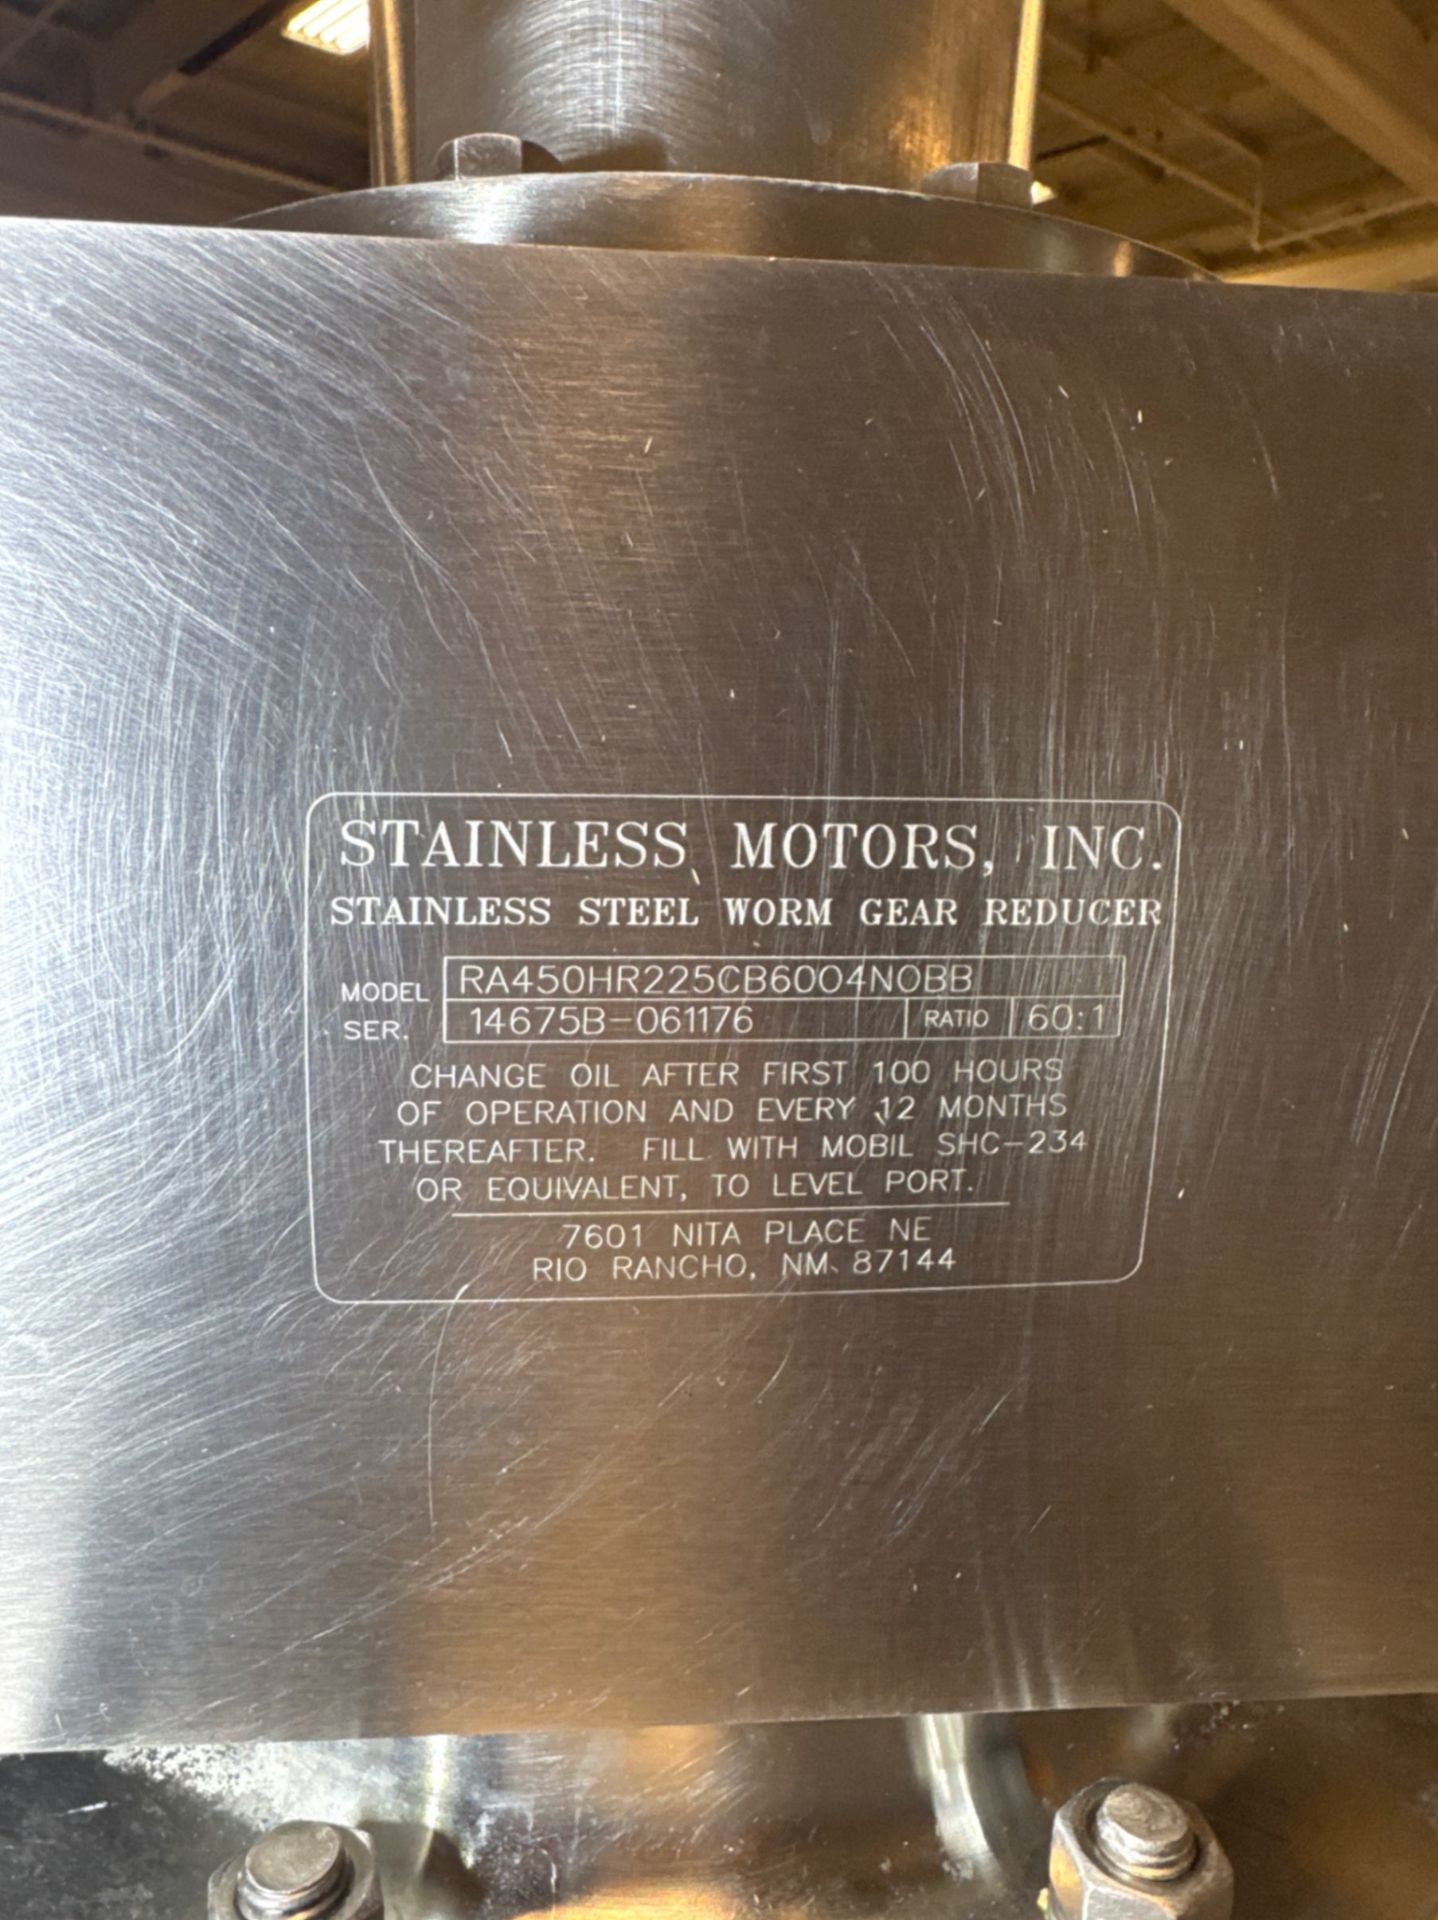 STAINLESS MOTORS, INC.
STAINLESS STEEL WORM GEAR REDUCER
MODEL RA450HR225CB6004NOBB
SER. 14675B-061176 RATIO 60:1
CHANGE OIL AFTER FIRST 100 HOURS
OF OPERATION AND EVERY 12 MONTHS
THEREAFTER. FILL WITH MOBIL SHC-234
OR EQUIVALENT, TO LEVEL PORT.
7601 NITA PLACE NE
RIO RANCHO, NM 87144